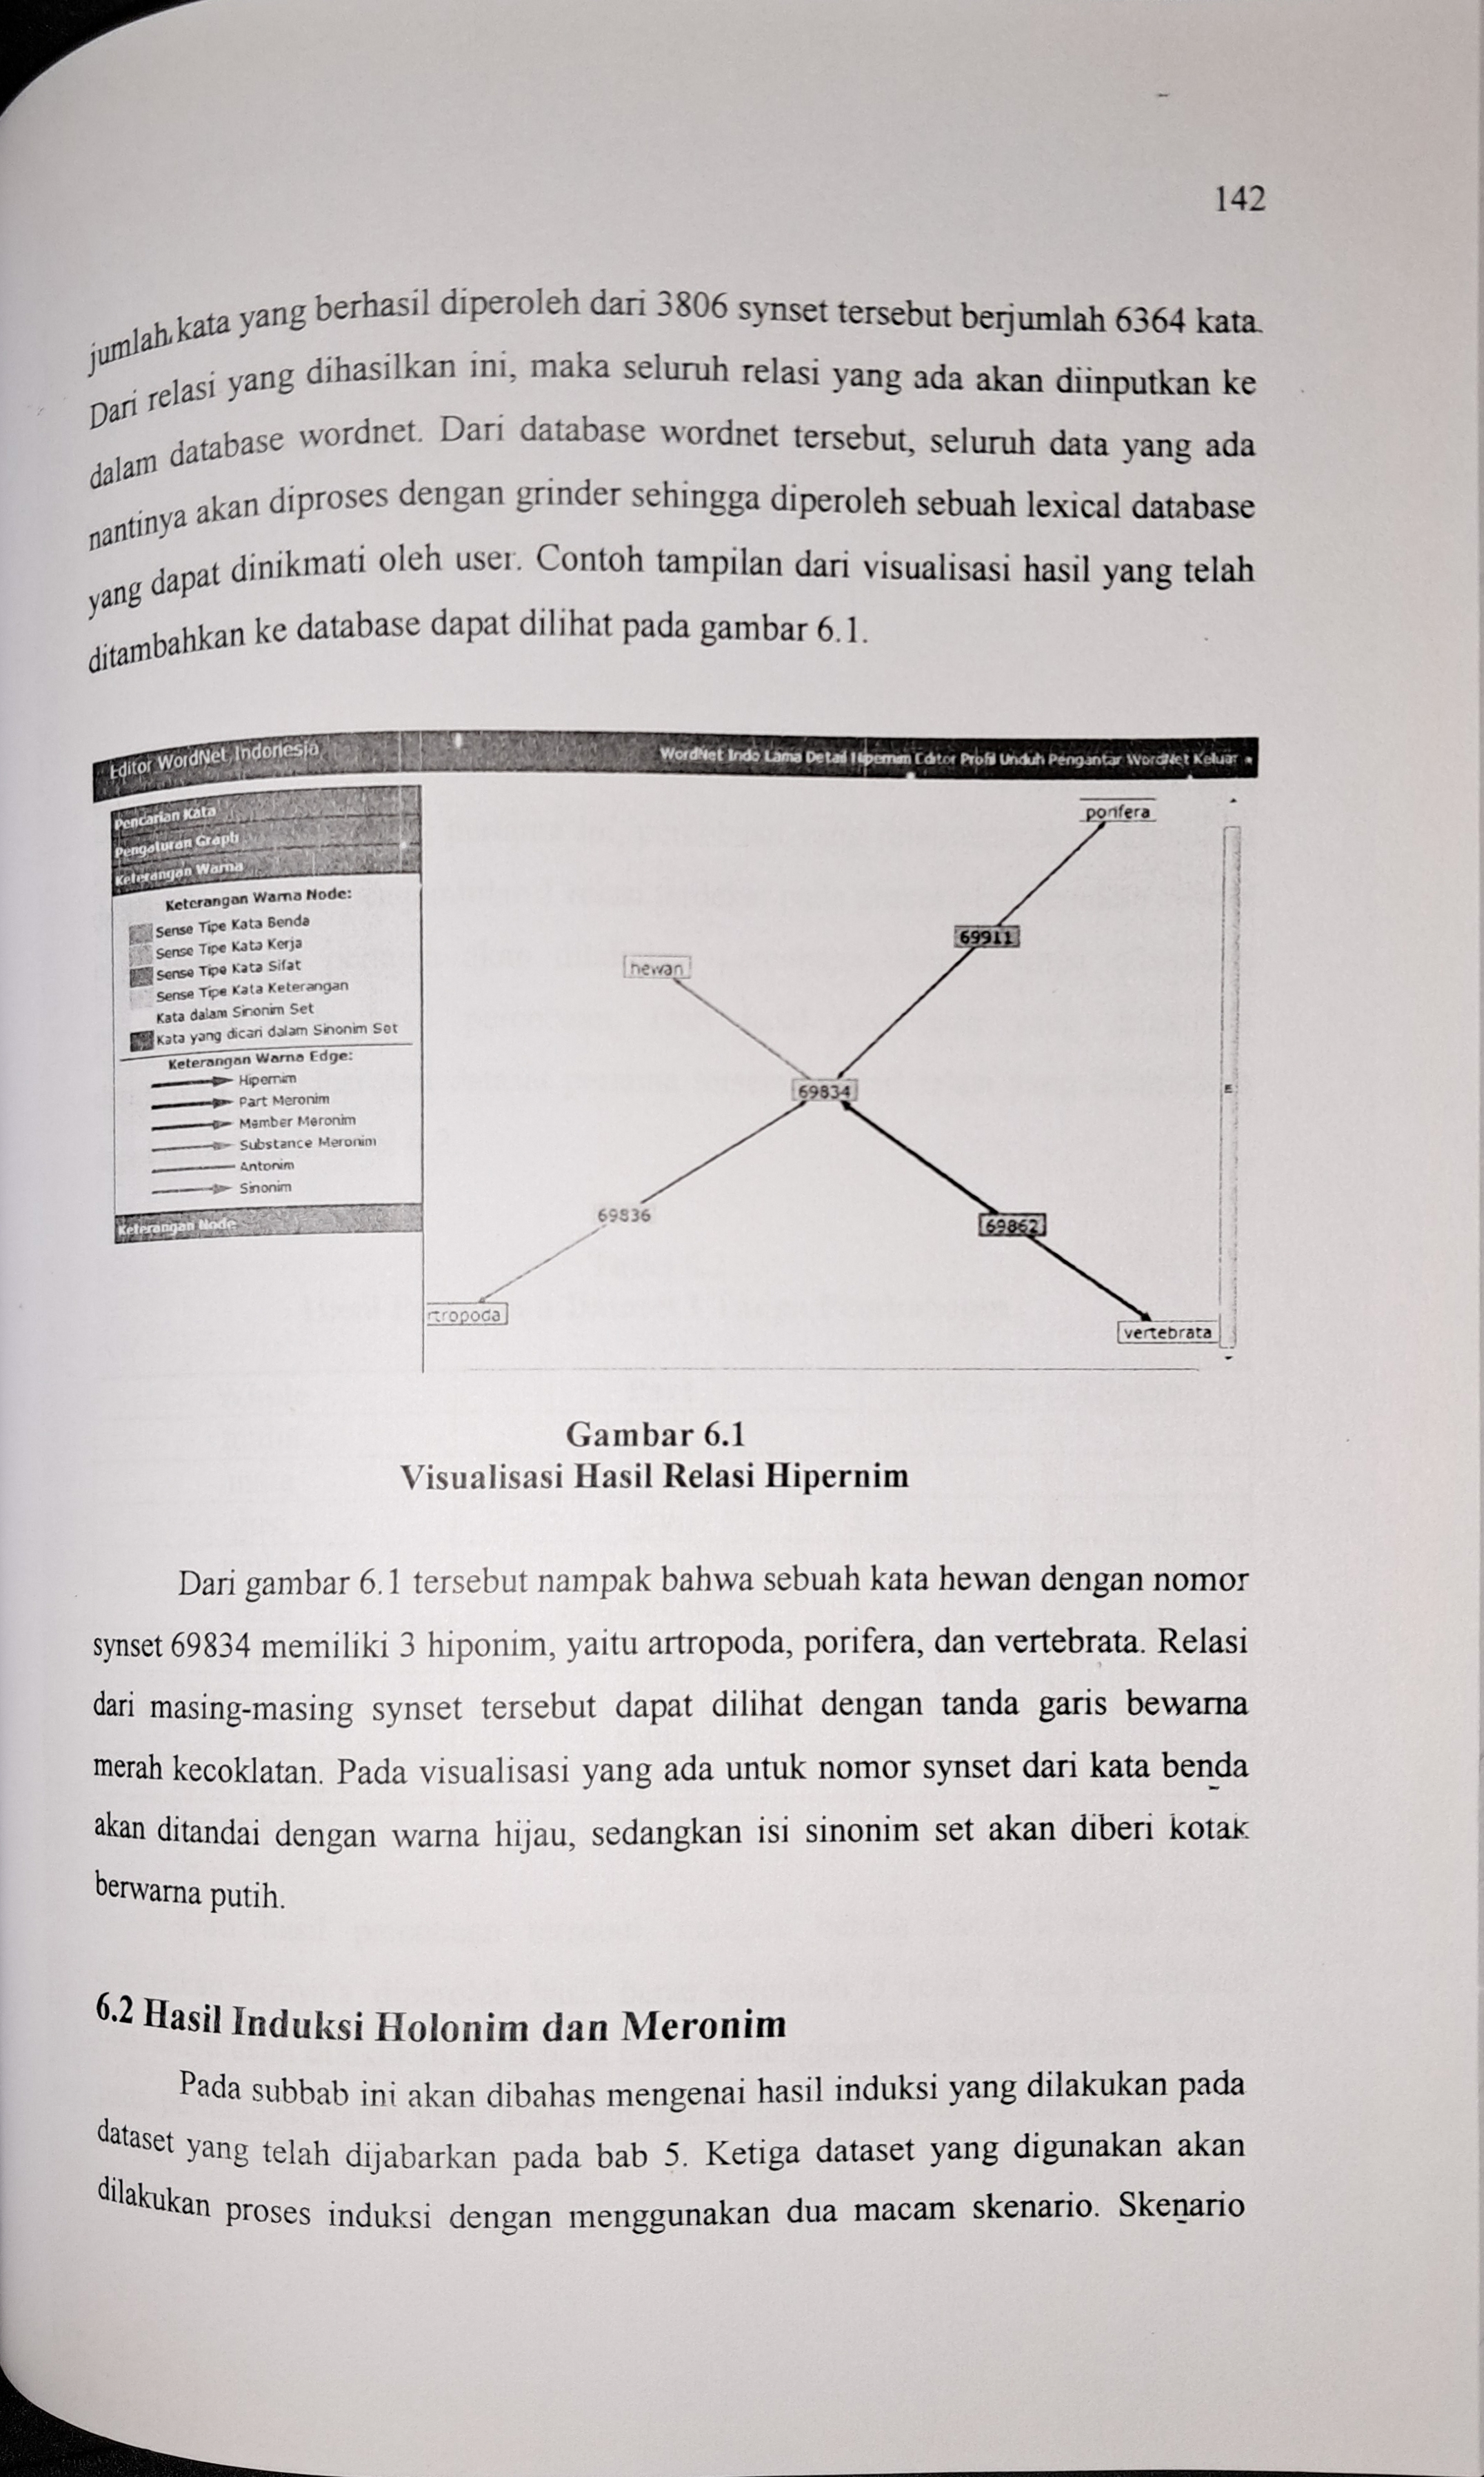 142
jumlah kata yang berhasil diperoleh dari 3806 synset tersebut berjumlah 6364 kata.
Dari relasi yang dihasilkan ini, maka seluruh relasi yang ada akan diinputkan ke
dalam database wordnet. Dari database wordnet tersebut, seluruh data yang ada
nantinya akan diproses dengan grinder sehingga diperoleh sebuah lexical database
yang dapat dinikmati oleh user. Contoh tampilan dari visualisasi hasil yang telah
ditambahkan ke database dapat dilihat pada gambar 6.1.
Editor WordNet Indonesia
WordNet Indo Lama Detail Hipernim Editor Profil Unduh Pengantar WordNet Keluar
Pencarian Kata
Pengaturan Graph
Keterangan Warna
Keterangan Warna Node:
Sense Tipe Kata Benda
Sense Tipe Kata Kerja
Sense Tipe Kata Sifat
Sense Tipe Kata Keterangan
Kata dalam Sinonim Set
Kata yang dicari dalam Sinonim Set
Keterangan Warna Edge:
Hipernim
Part Meronim
Member Meronim
Substance Meronim
Antonim
Sinonim
Keterangan Node
porifera
69911
hewan
69834
69836
69862
rtropoda
vertebrata
Gambar 6.1
Visualisasi Hasil Relasi Hipernim
Dari gambar 6.1 tersebut nampak bahwa sebuah kata hewan dengan nomor
synset 69834 memiliki 3 hiponim, yaitu artropoda, porifera, dan vertebrata. Relasi
dari masing-masing synset tersebut dapat dilihat dengan tanda garis bewarna
merah kecoklatan. Pada visualisasi yang ada untuk nomor synset dari kata benda
akan ditandai dengan warna hijau, sedangkan isi sinonim set akan diberi kotak
berwarna putih.
6.2 Hasil Induksi Holonim dan Meronim
Pada subbab ini akan dibahas mengenai hasil induksi yang dilakukan pada
dataset yang telah dijabarkan pada bab 5. Ketiga dataset yang digunakan akan
dilakukan proses induksi dengan menggunakan dua macam skenario. Skenario